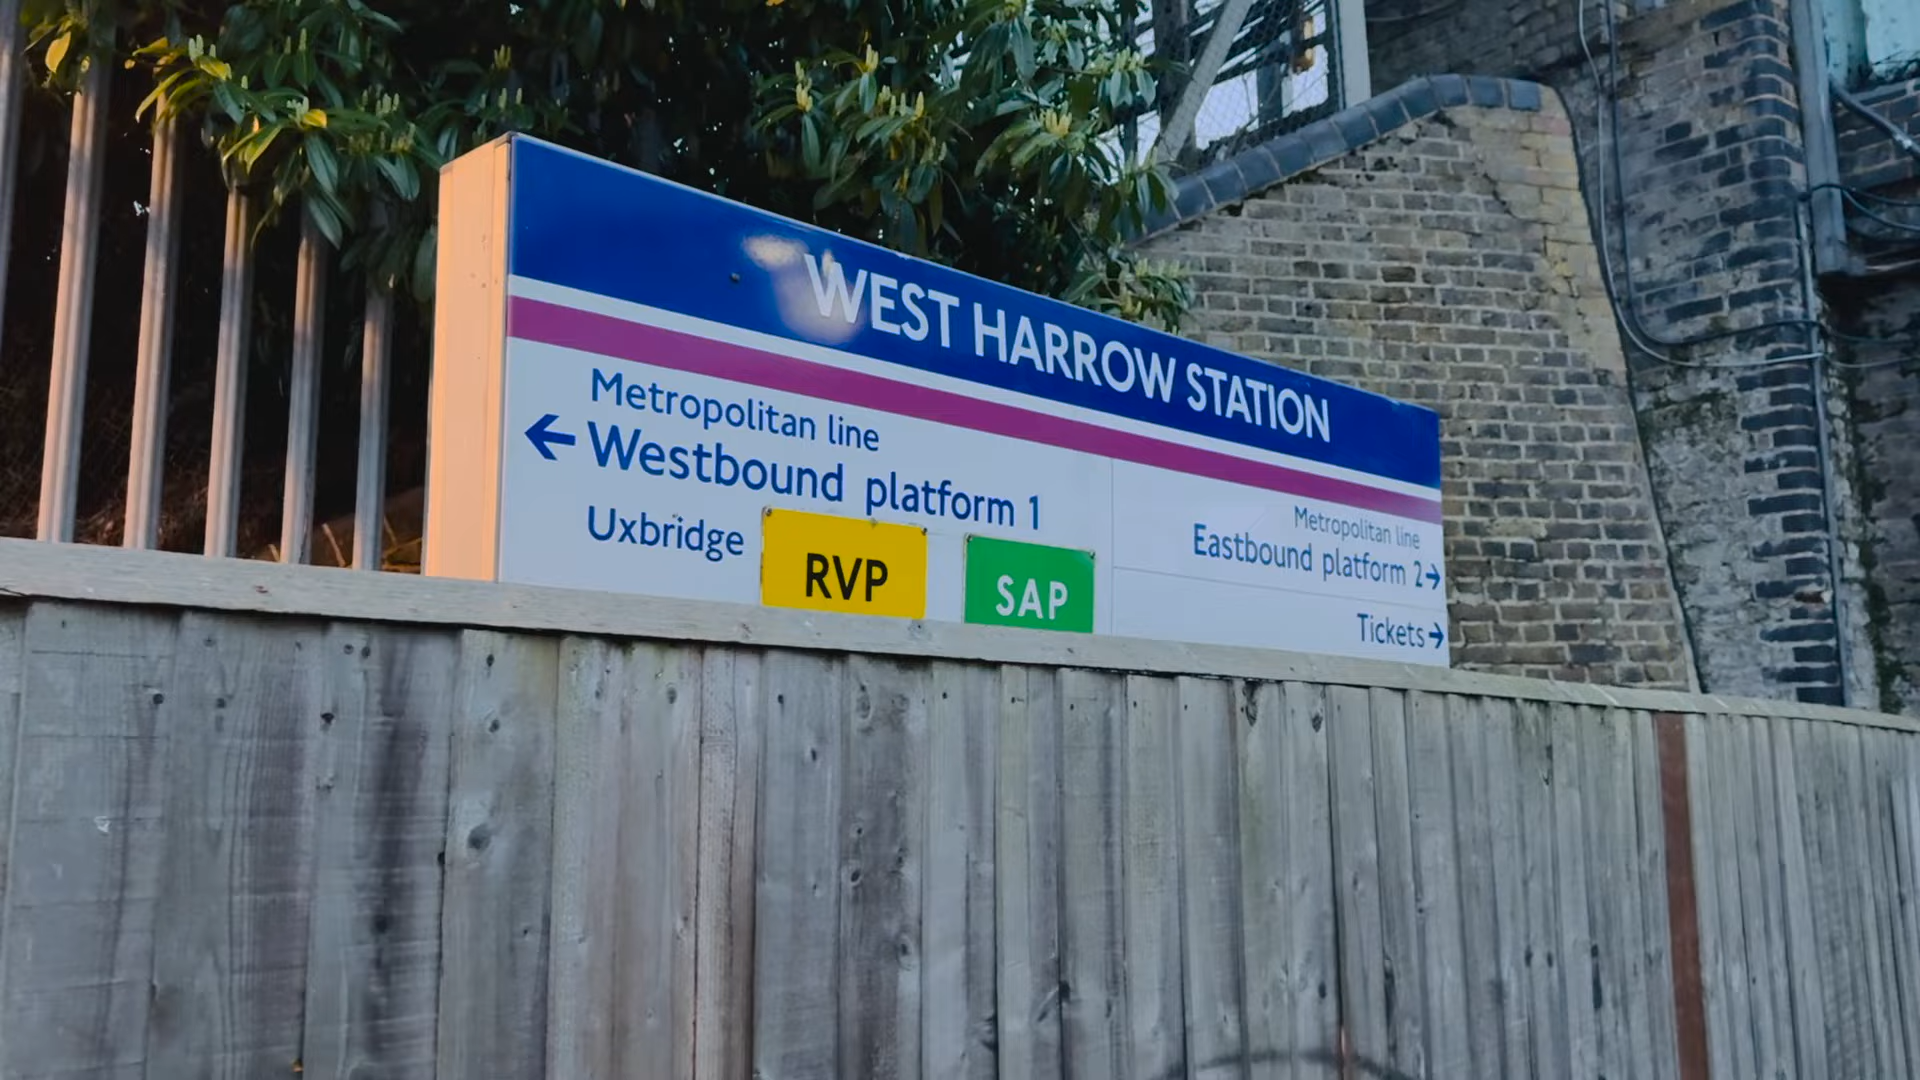 WEST HARROW STATION
Metropolitan line
← Westbound platform 1
Uxbridge
RVP
SAP
Metropolitan line
Eastbound platform 2→
Tickets→